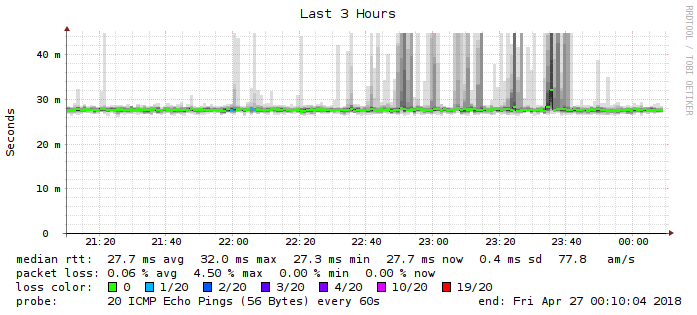 Last 3 Hours
RRDTOOL / TOBI OETIKER
Seconds
40 m
30 m
20 m
10 m
0
21:20 21:40 22:00 22:20 22:40 23:00 23:20 23:40 00:00
median rtt: 27.7 ms avg 32.0 ms max 27.3 ms min 27.7 ms now 0.4 ms sd 77.8 am/s
packet loss: 0.06 % avg 4.50 % max 0.00 % min 0.00 % now
loss color: 0 1/20 2/20 3/20 4/20 10/20 19/20
probe: 20 ICMP Echo Pings (56 Bytes) every 60s end: Fri Apr 27 00:10:04 2018